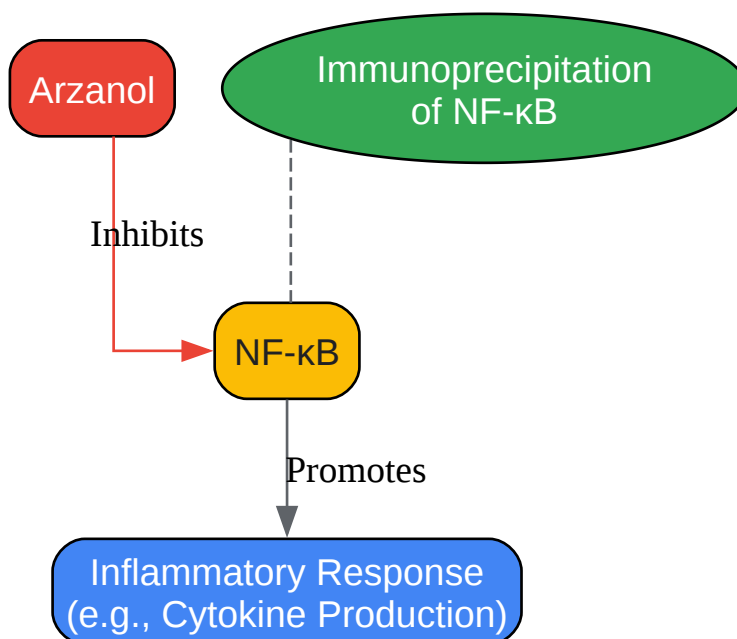 Arzanol
Immunoprecipitation
of NF-κB
Inhibits
NF-κB
Promotes
Inflammatory Response
(e.g., Cytokine Production)